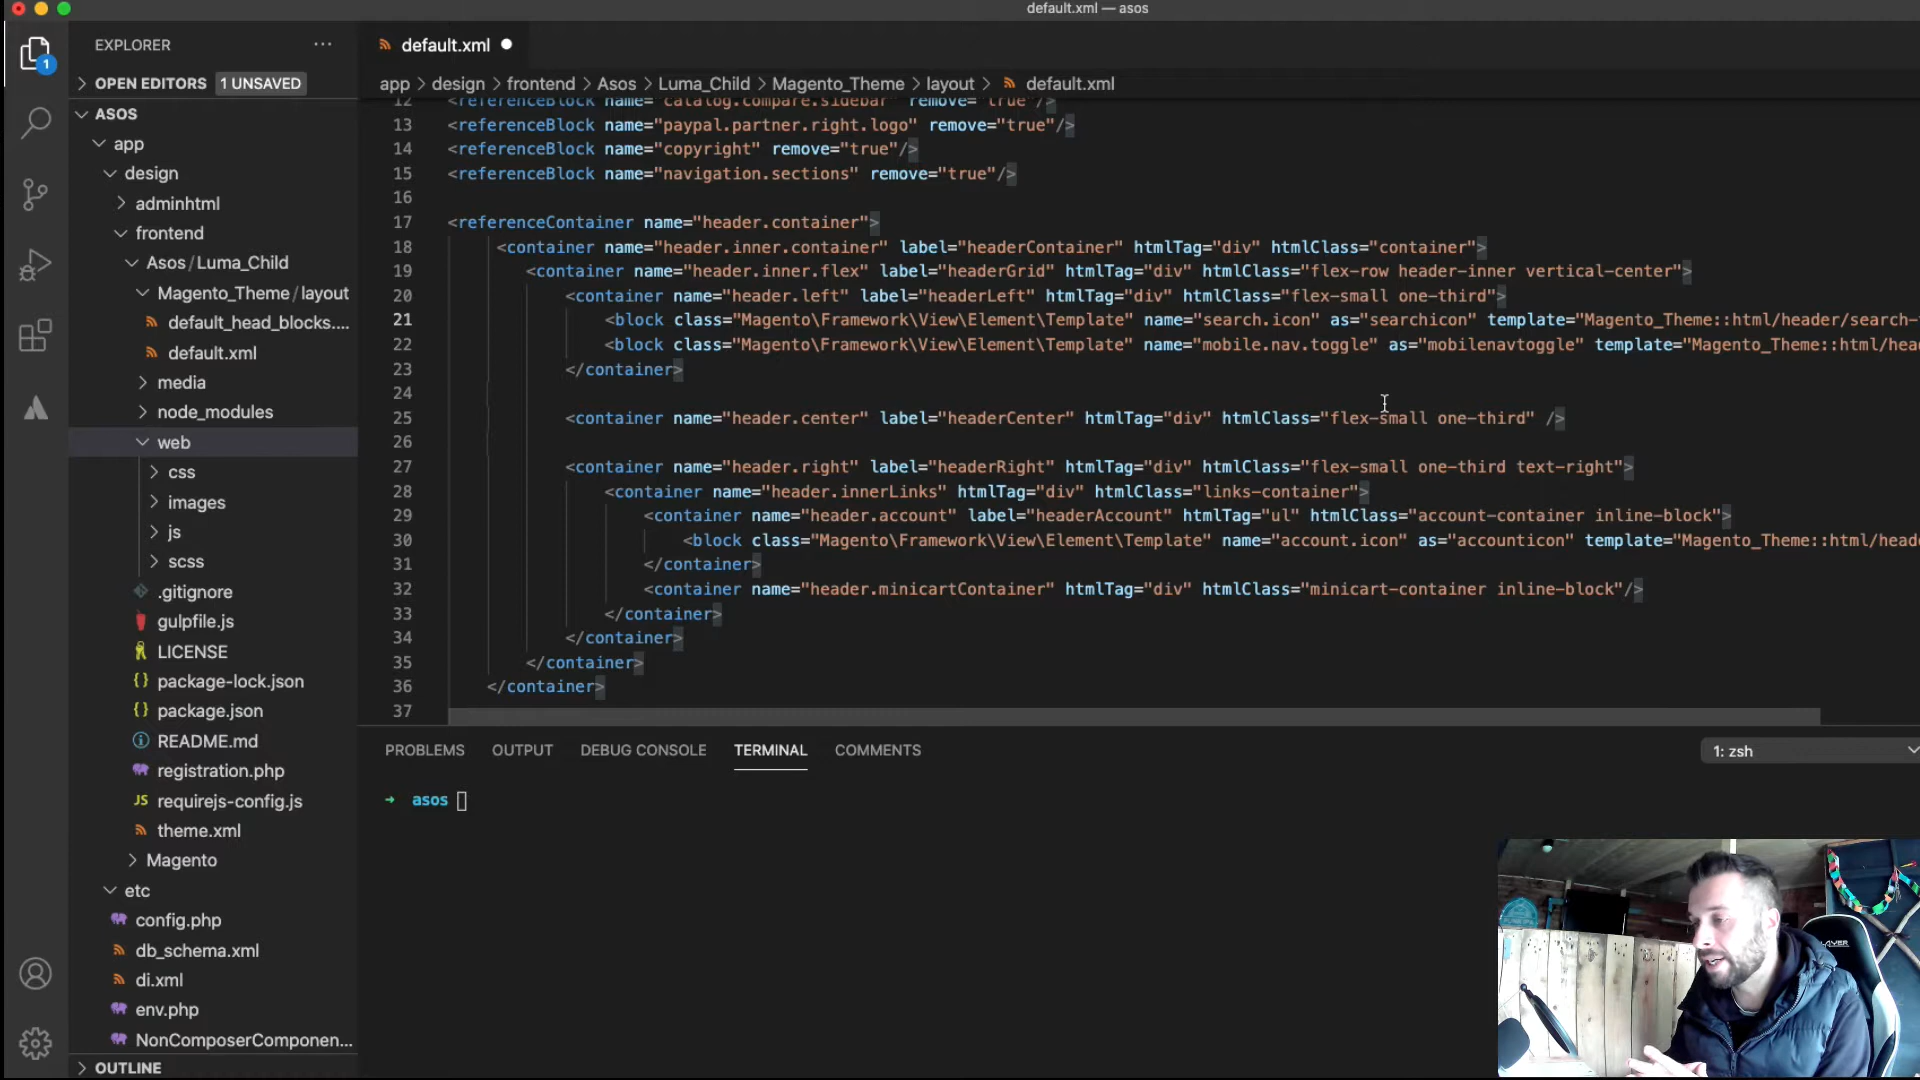 default.xml — asos
EXPLORER
OPEN EDITORS 1 UNSAVED
ASOS
app
design
adminhtml
frontend
Asos/Luma_Child
Magento_Theme/layout
default_head_blocks....
default.xml
media
node_modules
web
css
images
js
scss
.gitignore
gulpfile.js
LICENSE
package-lock.json
package.json
README.md
registration.php
requirejs-config.js
theme.xml
Magento
etc
config.php
db_schema.xml
di.xml
env.php
NonComposerComponen...
OUTLINE
1
default.xml
app > design > frontend > Asos > Luma_Child > Magento_Theme > layout > default.xml
12 <referenceBlock name="catalog.compare.sidebar" remove="true"/>
13 <referenceBlock name="paypal.partner.right.logo" remove="true"/>
14 <referenceBlock name="copyright" remove="true"/>
15 <referenceBlock name="navigation.sections" remove="true"/>
16
17 <referenceContainer name="header.container">
18 <container name="header.inner.container" label="headerContainer" htmlTag="div" htmlClass="container">
19 <container name="header.inner.flex" label="headerGrid" htmlTag="div" htmlClass="flex-row header-inner vertical-center">
20 <container name="header.left" label="headerLeft" htmlTag="div" htmlClass="flex-small one-third">
21 <block class="Magento\Framework\View\Element\Template" name="search.icon" as="searchicon" template="Magento_Theme::html/header/search-
22 <block class="Magento\Framework\View\Element\Template" name="mobile.nav.toggle" as="mobilenavtoggle" template="Magento_Theme::html/hea
23 </container>
24
25 <container name="header.center" label="headerCenter" htmlTag="div" htmlClass="flex-small one-third" />
26
27 <container name="header.right" label="headerRight" htmlTag="div" htmlClass="flex-small one-third text-right">
28 <container name="header.innerLinks" htmlTag="div" htmlClass="links-container">
29 <container name="header.account" label="headerAccount" htmlTag="ul" htmlClass="account-container inline-block">
30 <block class="Magento\Framework\View\Element\Template" name="account.icon" as="accounticon" template="Magento_Theme::html/head
31 </container>
32 <container name="header.minicartContainer" htmlTag="div" htmlClass="minicart-container inline-block"/>
33 </container>
34 </container>
35 </container>
36 </container>
37
PROBLEMS OUTPUT DEBUG CONSOLE TERMINAL COMMENTS
1: zsh
→ asos